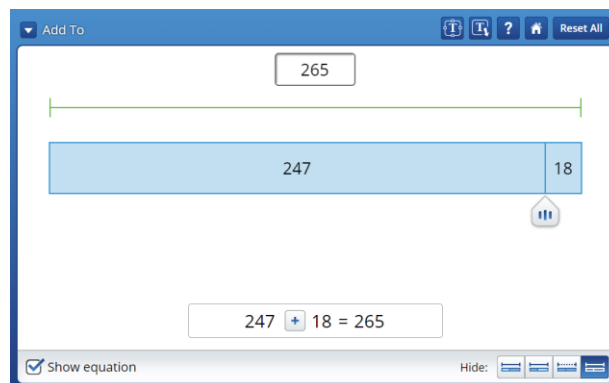 Add To
T
T
?
Reset All
265
247
18
247 + 18 = 265
Show equation
Hide: